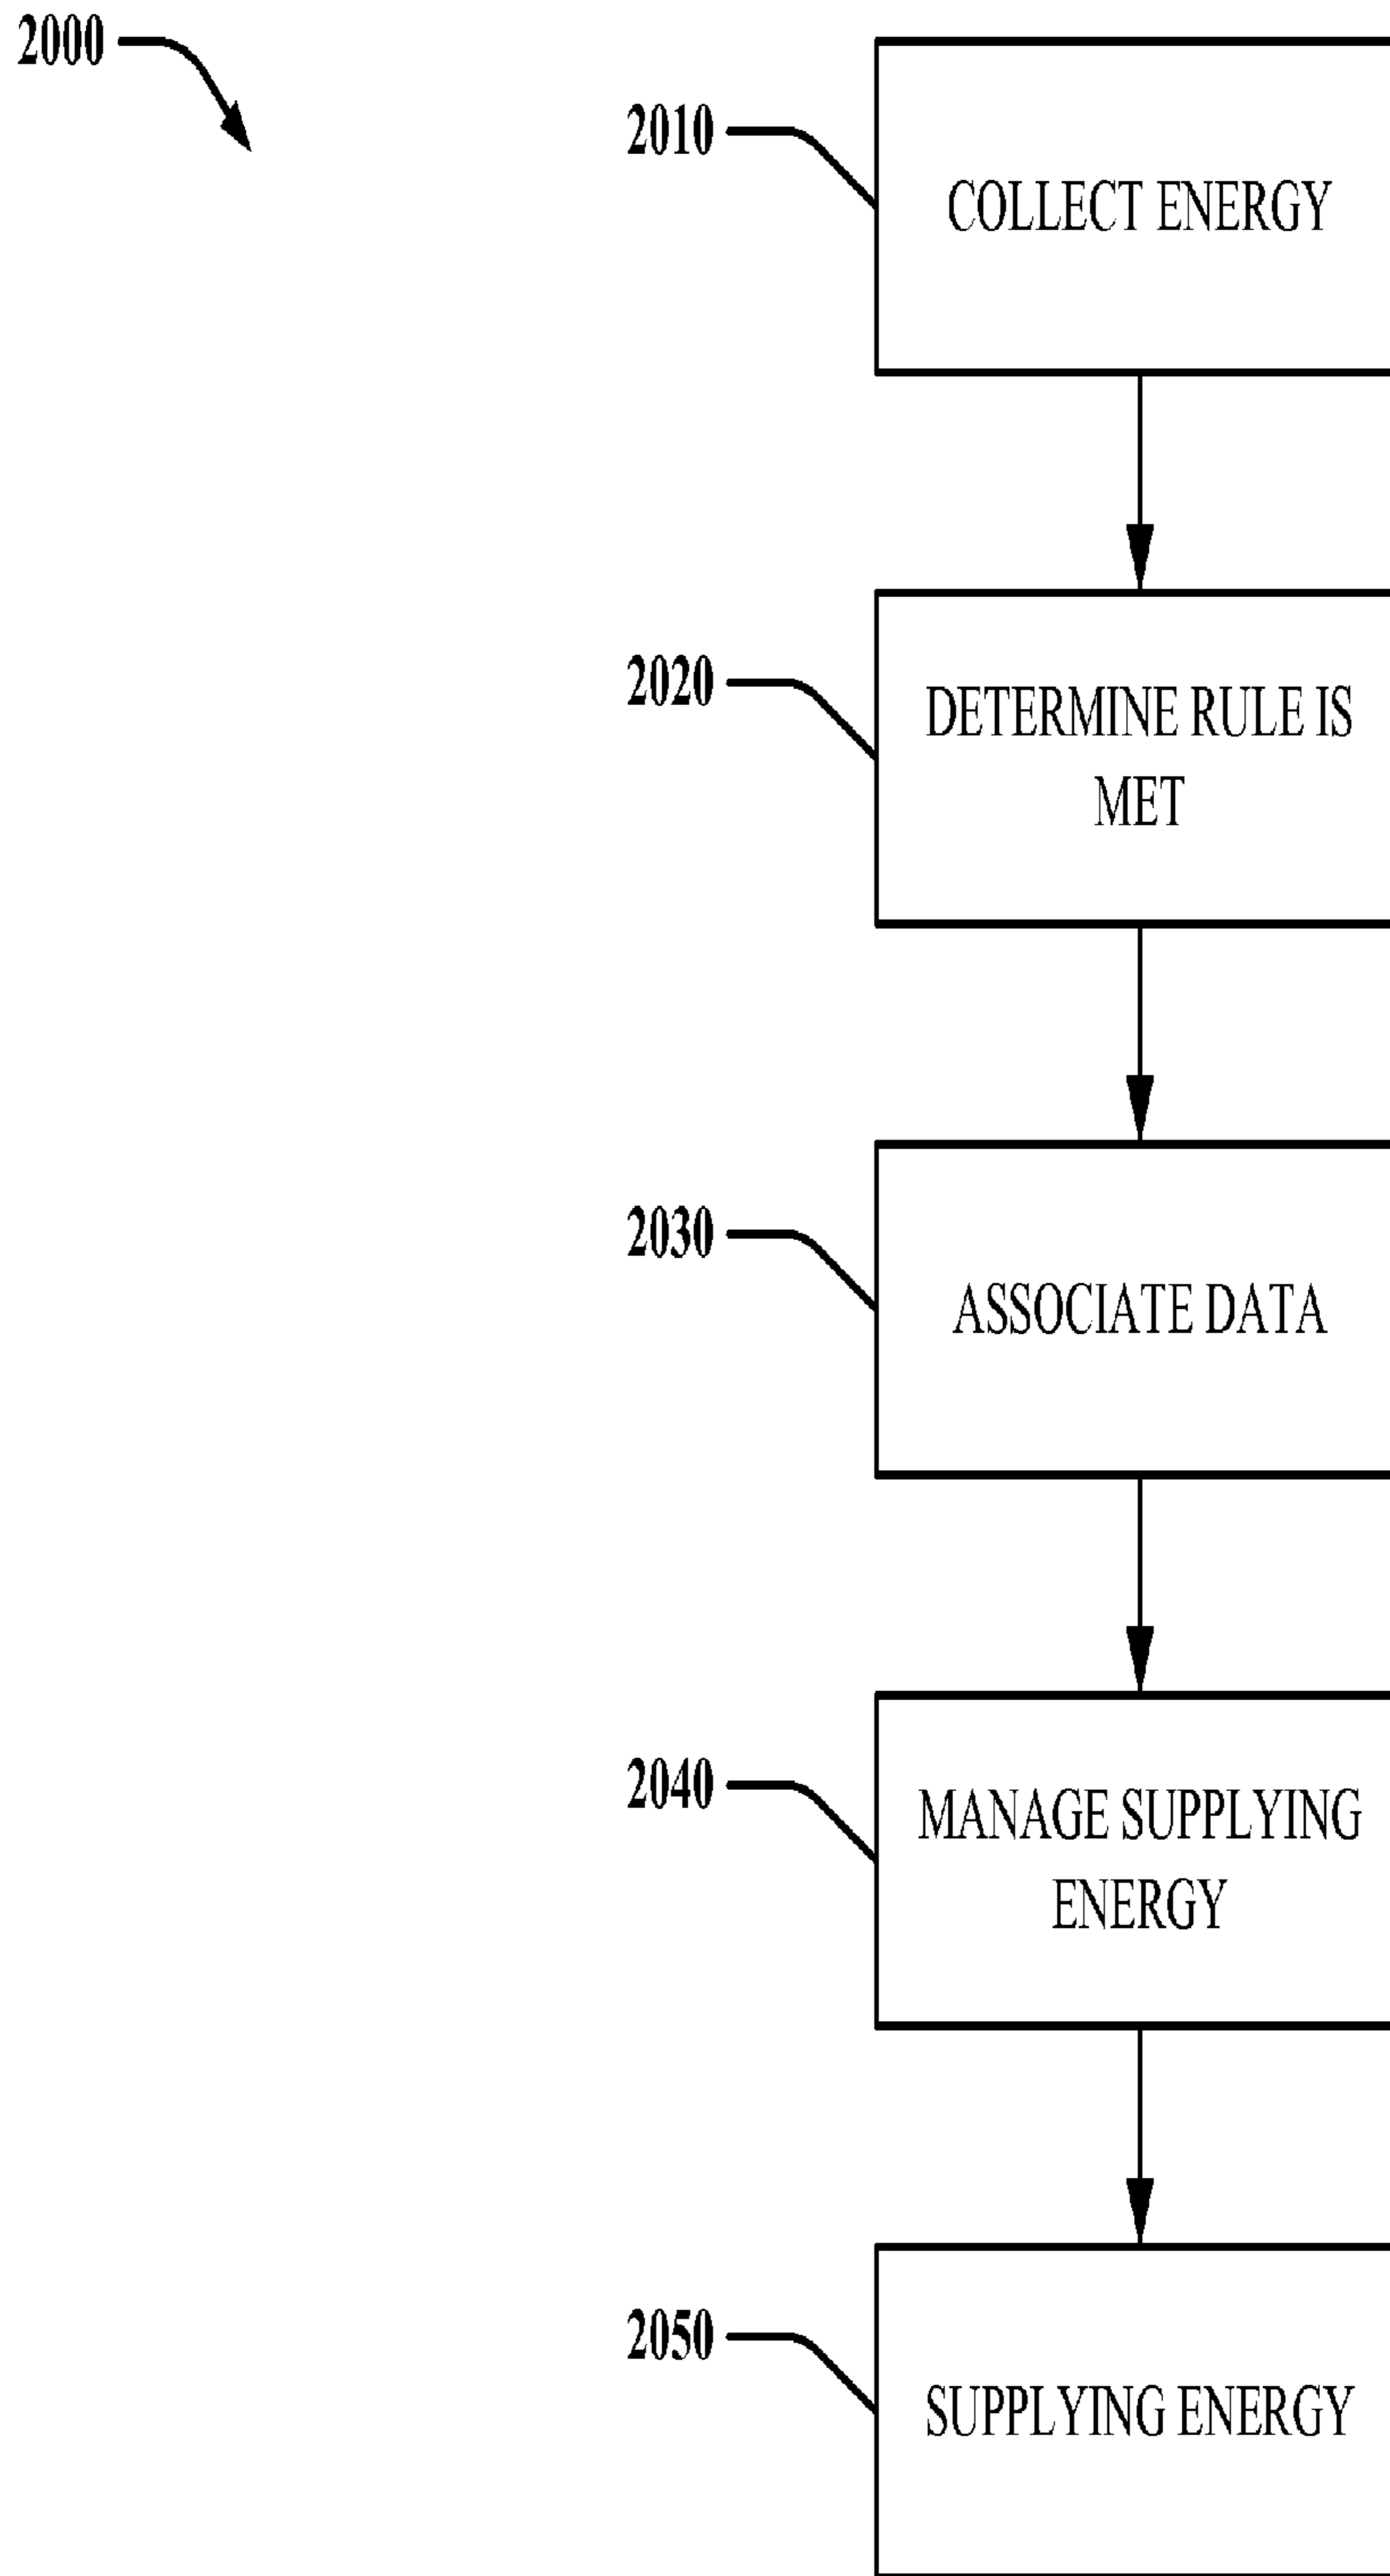 2000
2010
COLLECT ENERGY
2020
DETERMINE RULE IS
MET
2030
ASSOCIATE DATA
2040
MANAGE SUPPLYING
ENERGY
2050
SUPPLYING ENERGY